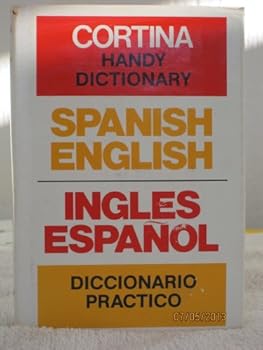 CORTINA
HANDY
DICTIONARY
SPANISH
ENGLISH
INGLES
ESPAÑOL
DICCIONARIO
PRACTICO
07/05/2013